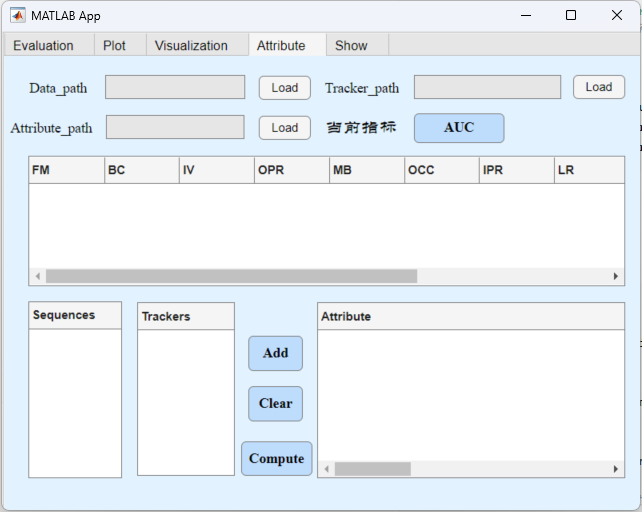 MATLAB App
Evaluation Plot Visualization Attribute Show
Data_path Load Tracker_path Load
Attribute_path Load 当前指标 AUC
FM BC IV OPR MB OCC IPR LR
Sequences Trackers Attribute
Add
Clear
Compute